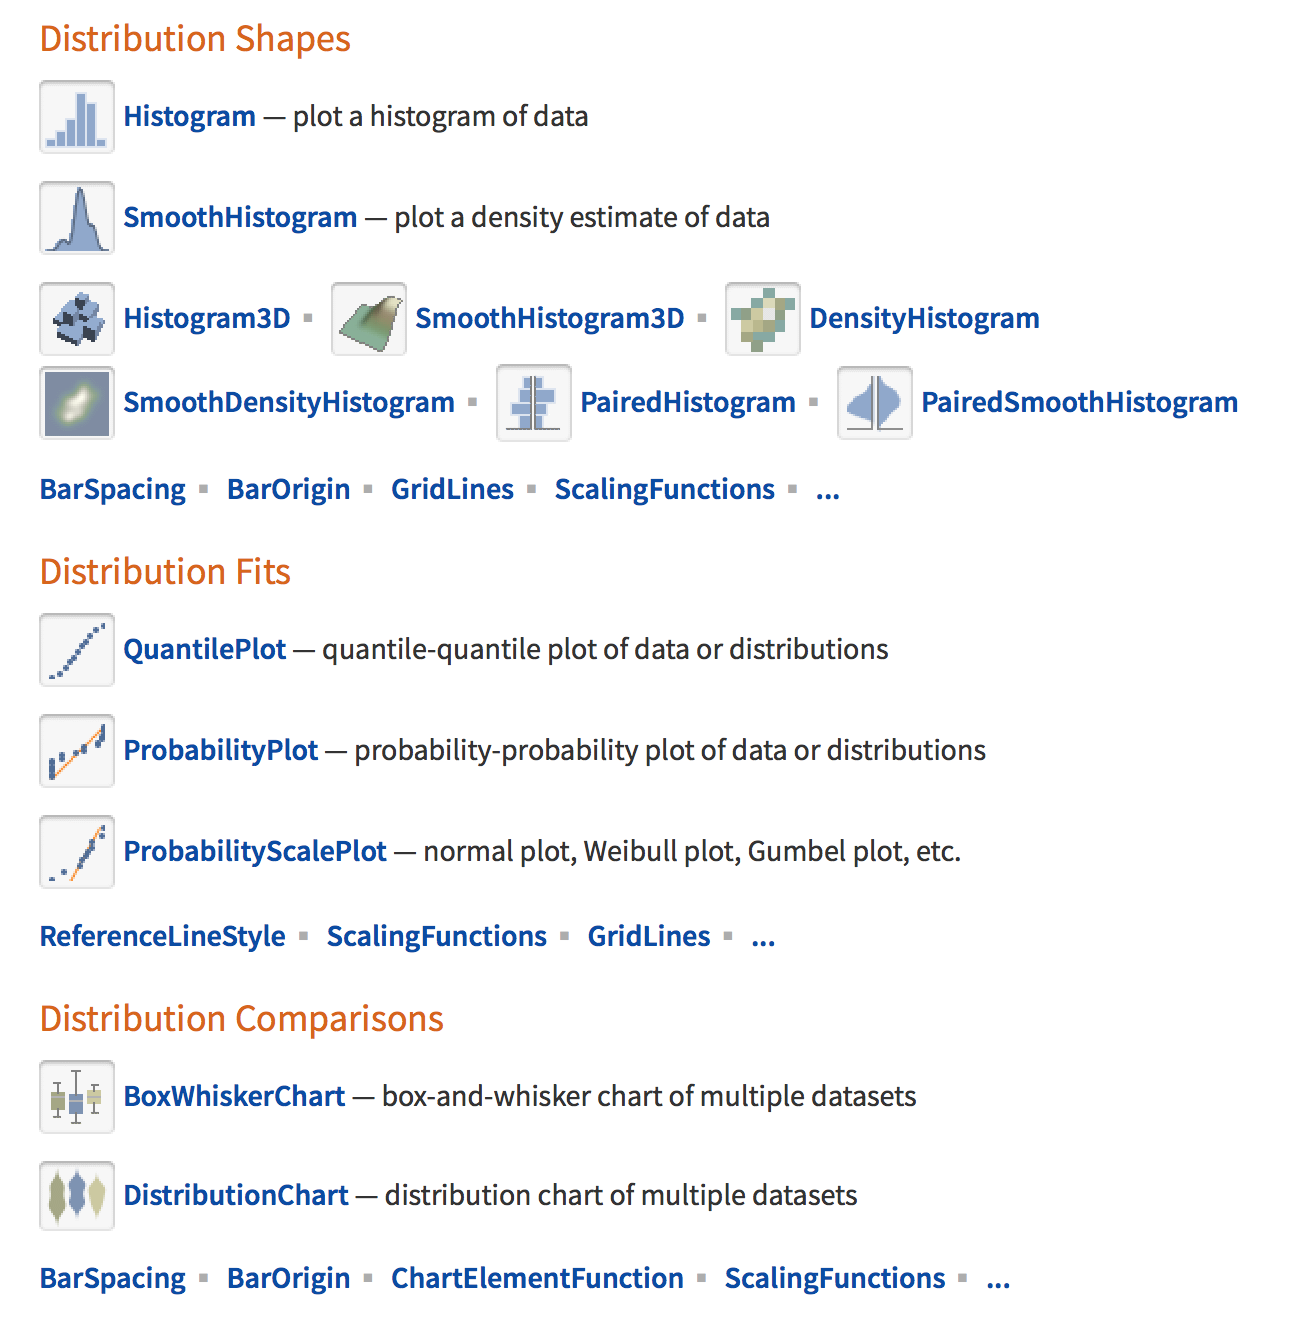 Distribution Shapes
Histogram — plot a histogram of data
SmoothHistogram — plot a density estimate of data
Histogram3D ▪ SmoothHistogram3D ▪ DensityHistogram
SmoothDensityHistogram ▪ PairedHistogram ▪ PairedSmoothHistogram
BarSpacing ▪ BarOrigin ▪ GridLines ▪ ScalingFunctions ▪ ...
Distribution Fits
QuantilePlot — quantile-quantile plot of data or distributions
ProbabilityPlot — probability-probability plot of data or distributions
ProbabilityScalePlot — normal plot, Weibull plot, Gumbel plot, etc.
ReferenceLineStyle ▪ ScalingFunctions ▪ GridLines ▪ ...
Distribution Comparisons
BoxWhiskerChart — box-and-whisker chart of multiple datasets
DistributionChart — distribution chart of multiple datasets
BarSpacing ▪ BarOrigin ▪ ChartElementFunction ▪ ScalingFunctions ▪ ...